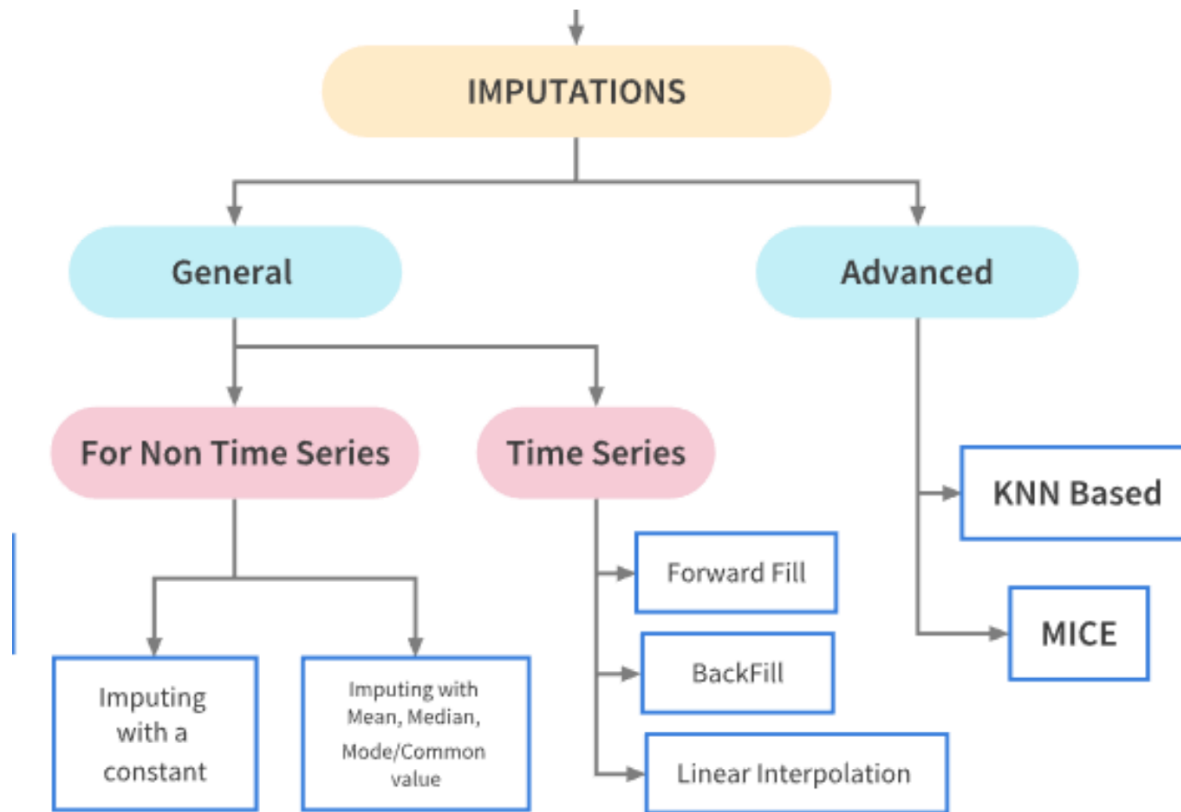 IMPUTATIONS
General
Advanced
For Non Time Series
Time Series
KNN Based
Forward Fill
MICE
BackFill
Imputing
with a
constant
Imputing with
Mean, Median,
Mode/Common
value
Linear Interpolation